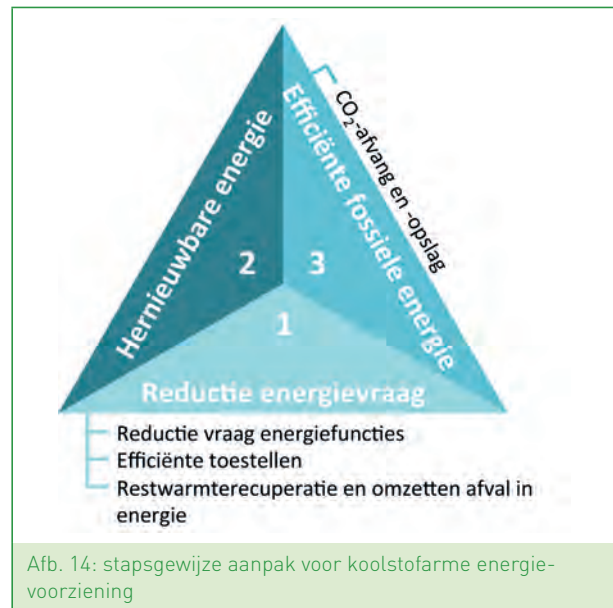 Hernieuwbare energie
2
Efficiënte fossiele energie
3
CO₂-afvang en -opslag
1
Reductie energievraag
Reductie vraag energiefuncties
Efficiënte toestellen
Restwarmterecuperatie en omzetten afval in
energie
Afb. 14: stapsgewijze aanpak voor koolstofarme energie-
voorziening